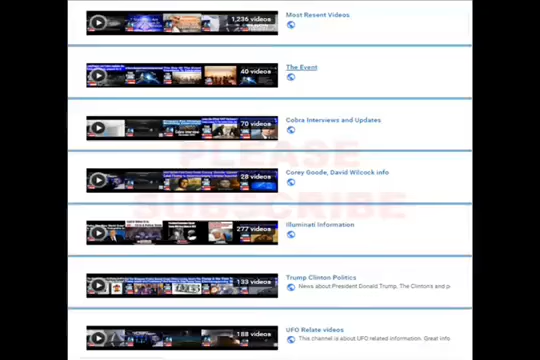 Most Recent Videos
1,236 videos
The Event
40 videos
Cobra Interviews and Updates
70 videos
PLEASE
Corey Goode, David Wilcock info
28 videos
SUBSCRIBE
Illuminati Information
277 videos
Trump Clinton Politics
133 videos
News about President Donald Trump, The Clinton's and p
UFO Relate videos
188 videos
This channel is about UFO related information. Great info